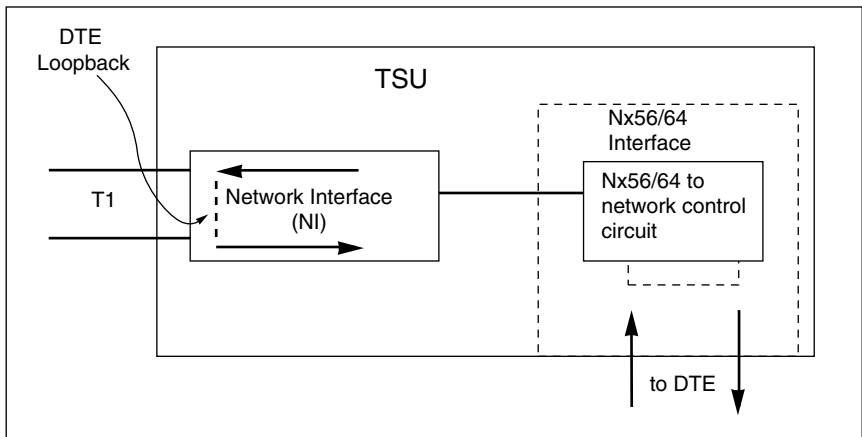 DTE
Loopback
TSU
Nx56/64
Interface
T1
Network Interface
(NI)
Nx56/64 to
network control
circuit
to DTE